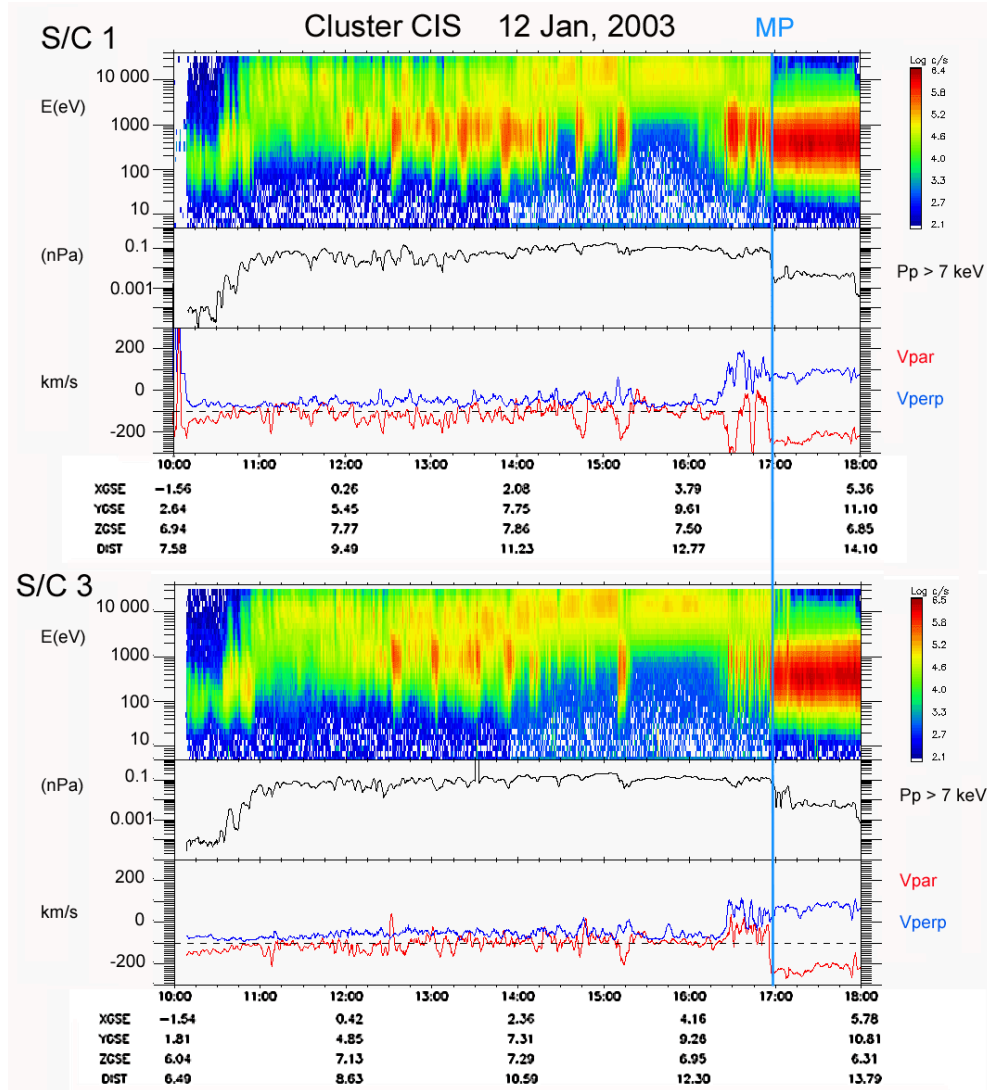 Cluster CIS 12 Jan, 2003 MP
S/C 1
E(eV)
10 000
1000
100
10
Log c/s
6.4
5.8
5.2
4.6
4.0
3.3
2.7
2.1
(nPa)
0.1
0.001
Pp > 7 keV
km/s
200
0
-200
Vpar
Vperp
10:00 11:00 12:00 13:00 14:00 15:00 16:00 17:00 18:00
XGSE -1.56 0.26 2.08 3.79 5.36
YGSE 2.64 5.45 7.75 9.61 11.10
ZGSE 6.94 7.77 7.86 7.50 6.85
DIST 7.58 9.49 11.23 12.77 14.10
S/C 3
E(eV)
10 000
1000
100
10
Log c/s
6.5
5.8
5.2
4.6
4.0
3.3
2.7
2.1
(nPa)
0.1
0.001
Pp > 7 keV
km/s
200
0
-200
Vpar
Vperp
10:00 11:00 12:00 13:00 14:00 15:00 16:00 17:00 18:00
XGSE -1.54 0.42 2.36 4.16 5.78
YGSE 1.81 4.85 7.31 9.26 10.81
ZGSE 6.04 7.13 7.29 6.95 6.31
DIST 6.49 8.63 10.59 12.30 13.79